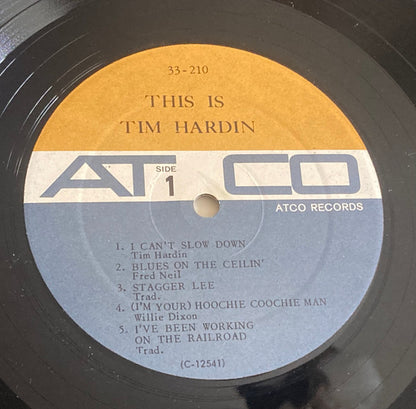 33-210
THIS IS
TIM HARDIN
ATCO
SIDE
1
ATCO RECORDS
1. I CAN'T SLOW DOWN
Tim Hardin
2. BLUES ON THE CEILIN'
Fred Neil
3. STAGGER LEE
Trad.
4. (I'M YOUR) HOOCHIE COOCHIE MAN
Willie Dixon
5. I'VE BEEN WORKING
ON THE RAILROAD
Trad.
(C-12541)